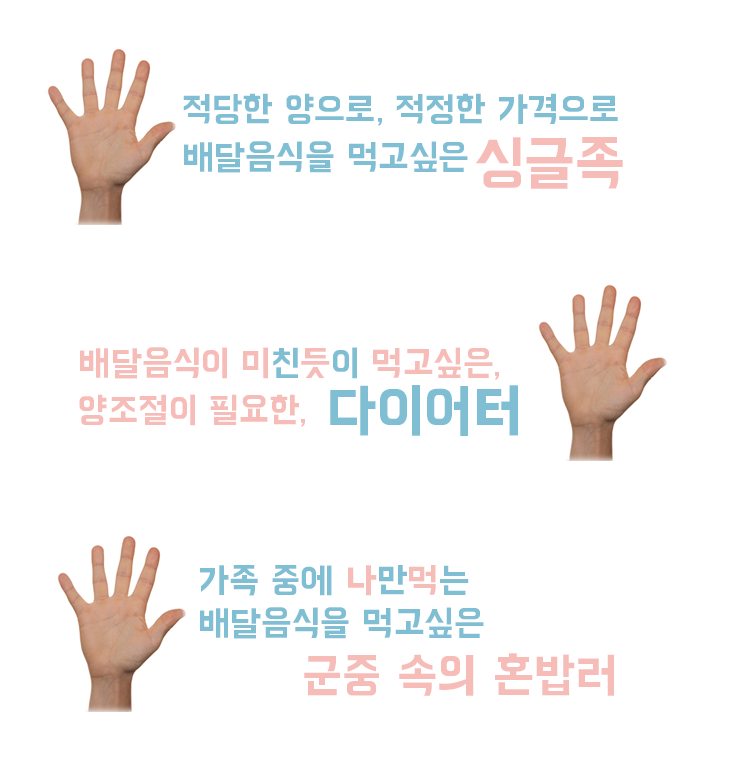 적당한 양으로, 적정한 가격으로
배달음식을 먹고싶은 싱글족
배달음식이 미친듯이 먹고싶은,
양조절이 필요한, 다이어터
가족 중에 나만먹는
배달음식을 먹고싶은
군중 속의 혼밥러